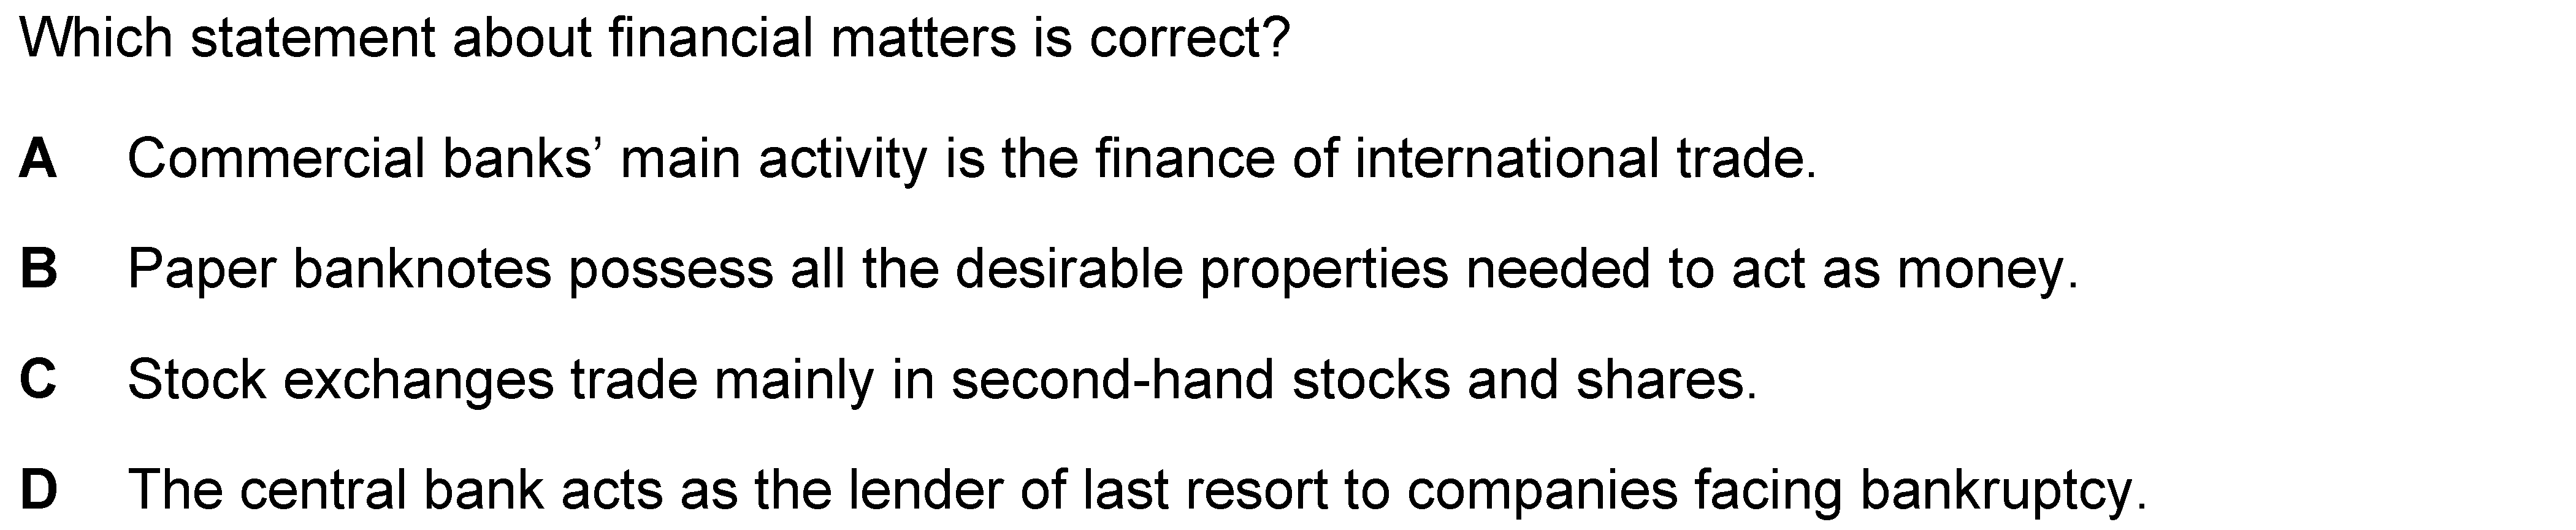 Which statement about financial matters is correct?
A Commercial banks’ main activity is the finance of international trade.
B Paper banknotes possess all the desirable properties needed to act as money.
C Stock exchanges trade mainly in second-hand stocks and shares.
D The central bank acts as the lender of last resort to companies facing bankruptcy.